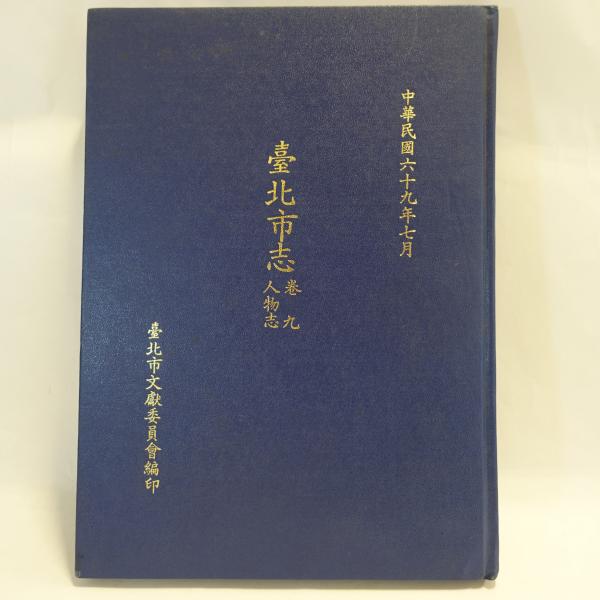 中華民國六十九年七月
臺北市志
卷九
人物志
臺北市文獻委員會編印